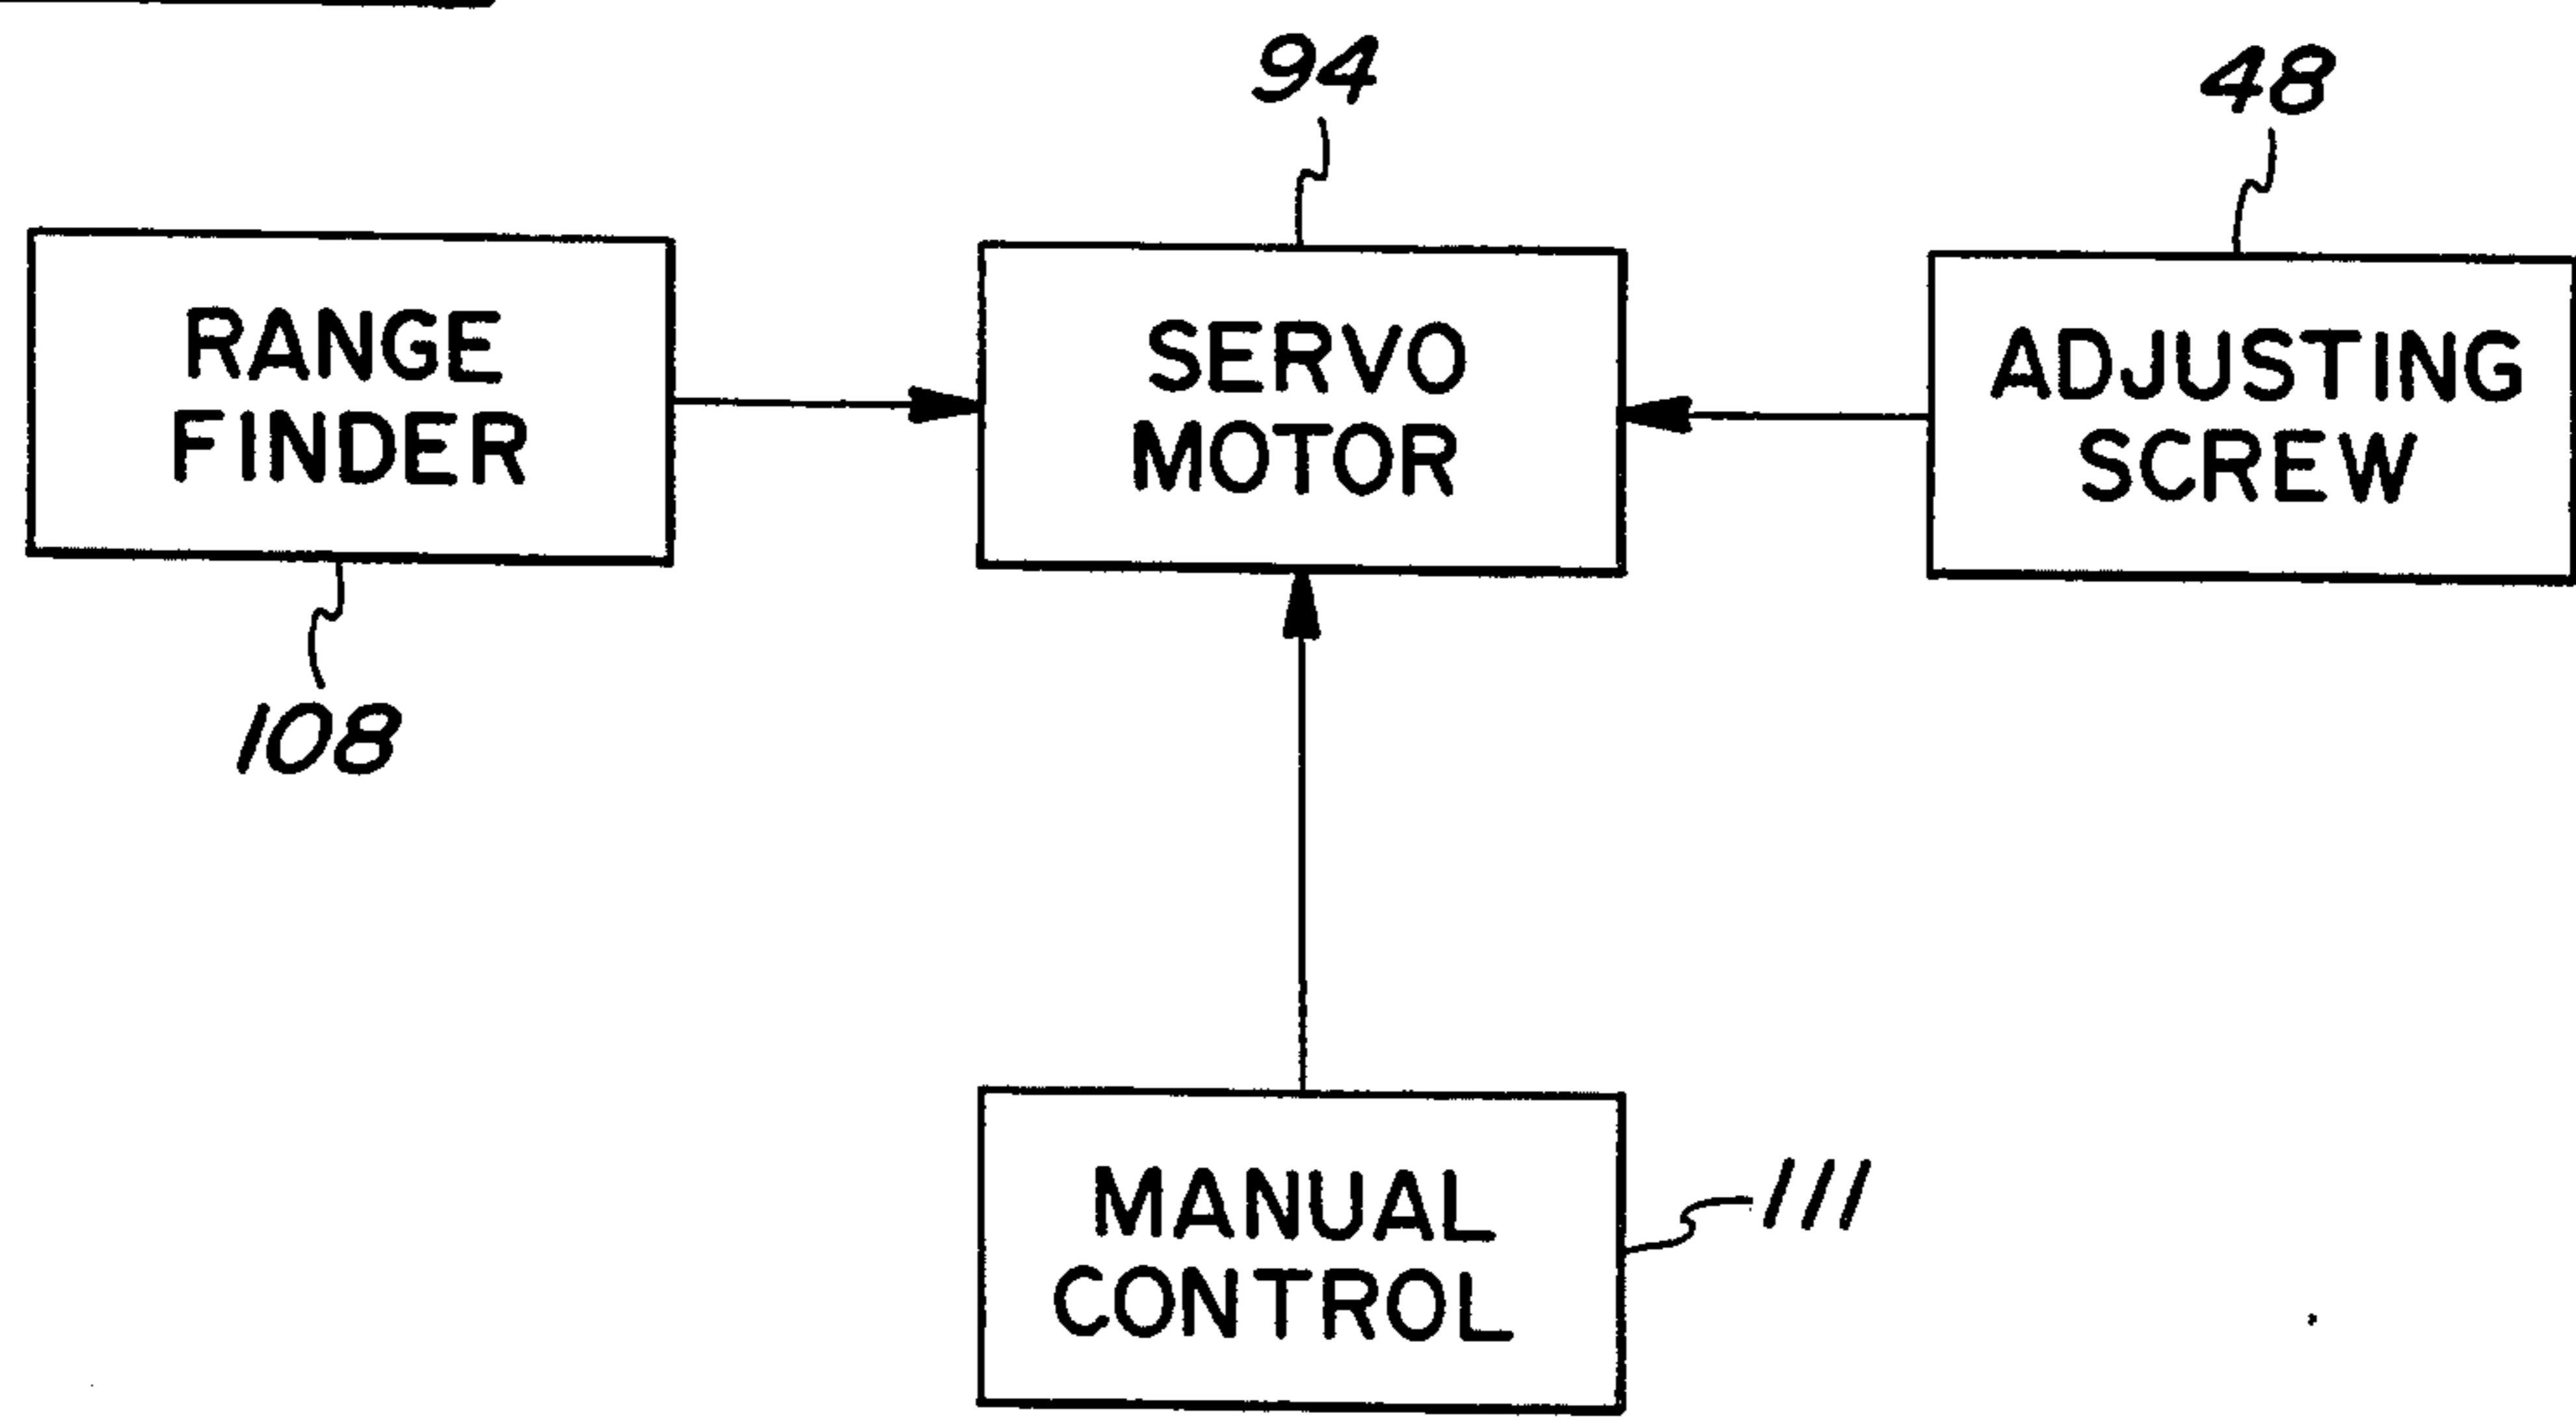 94
48
RANGE
FINDER
SERVO
MOTOR
ADJUSTING
SCREW
108
MANUAL
CONTROL
111